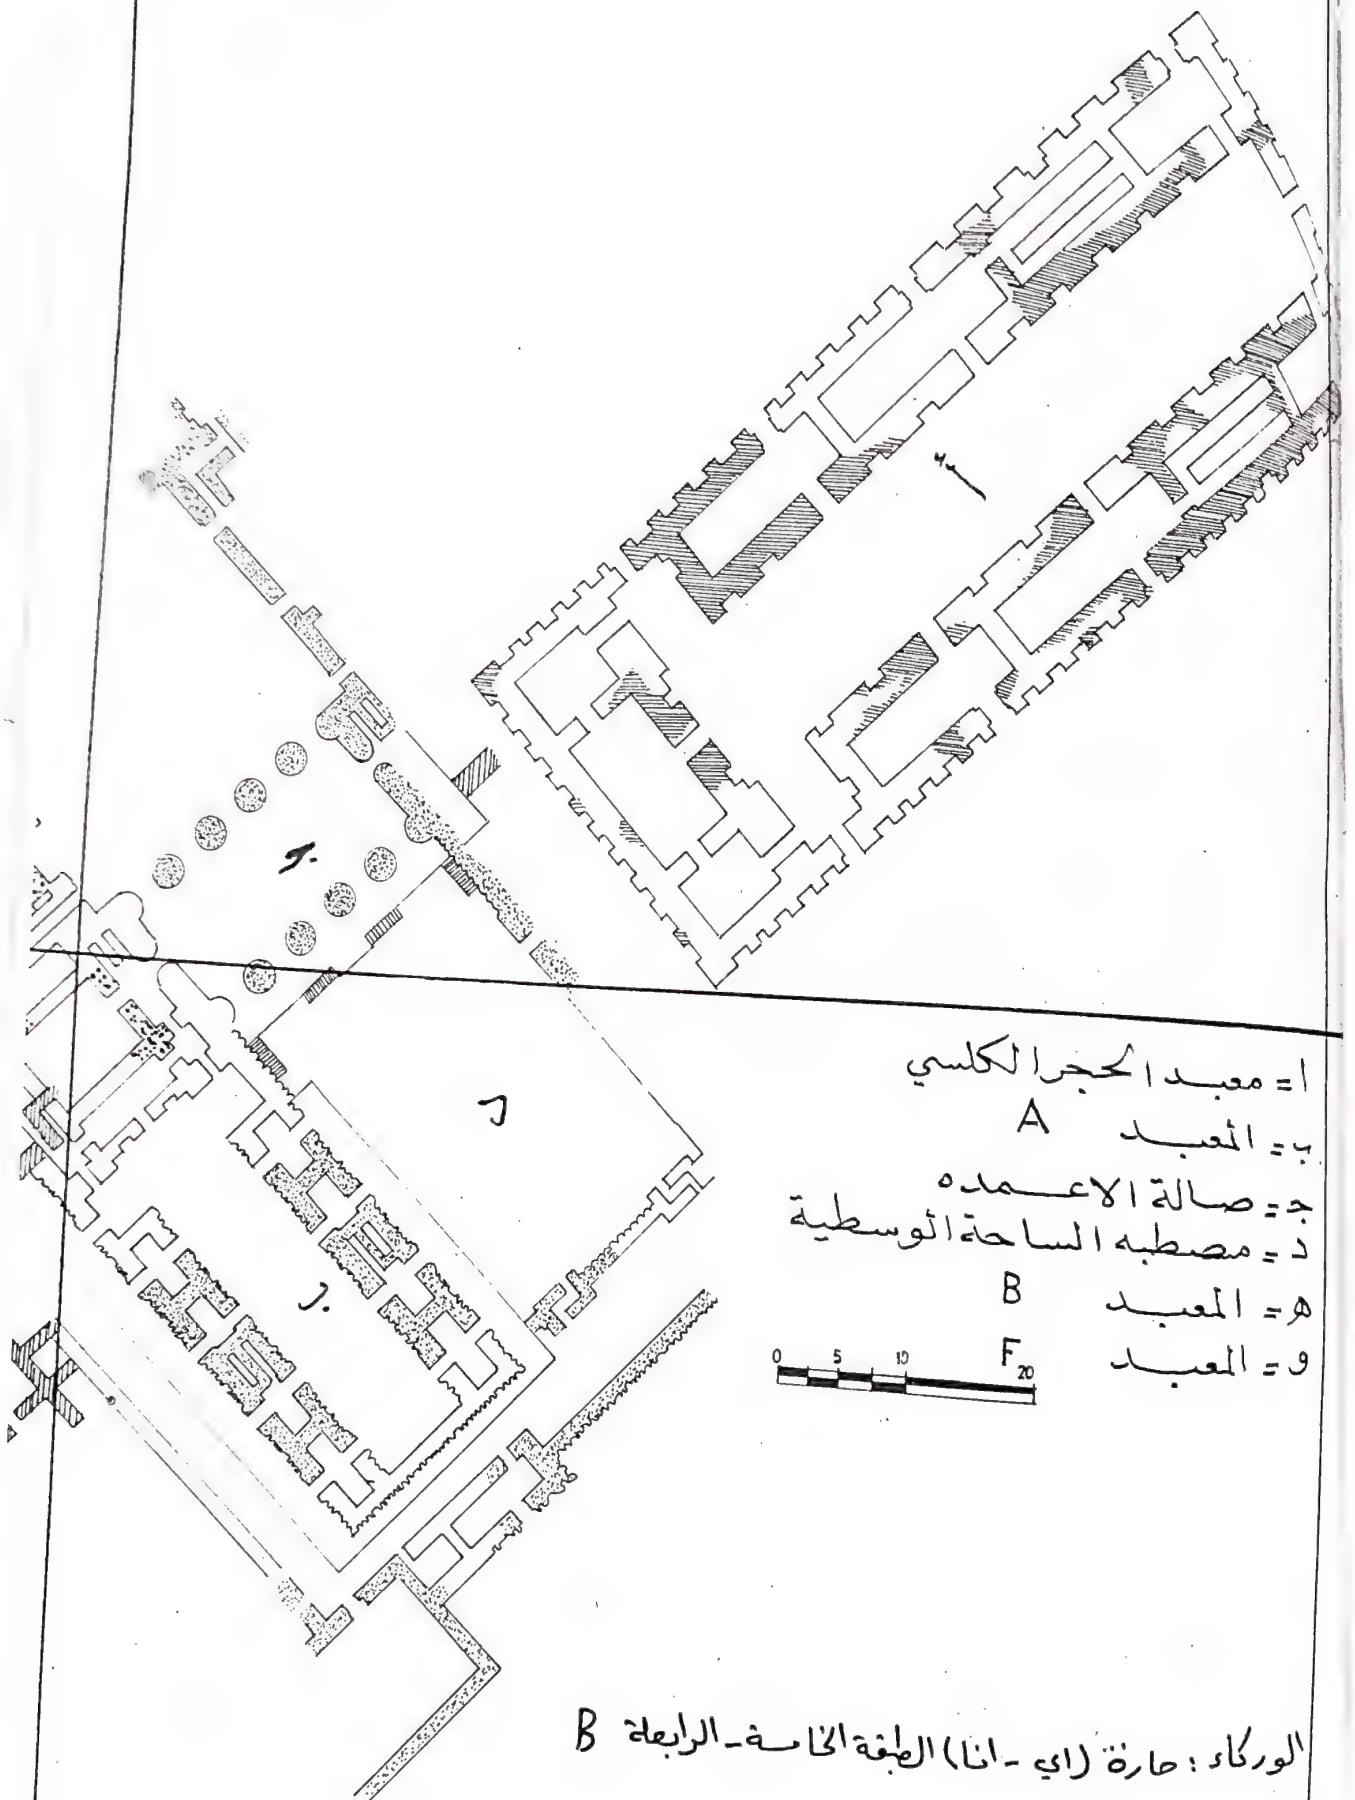 ا = معبد الحجر الكلسي
ب = المعبد A
ج = صالة الاعمده
د = مصطبه الساحة الوسطية
ه = المعبد B
و = المعبد F
0 5 10 20
الوركاء : حارة (اي - انا) الطبقة الخامسة - الرابعة B